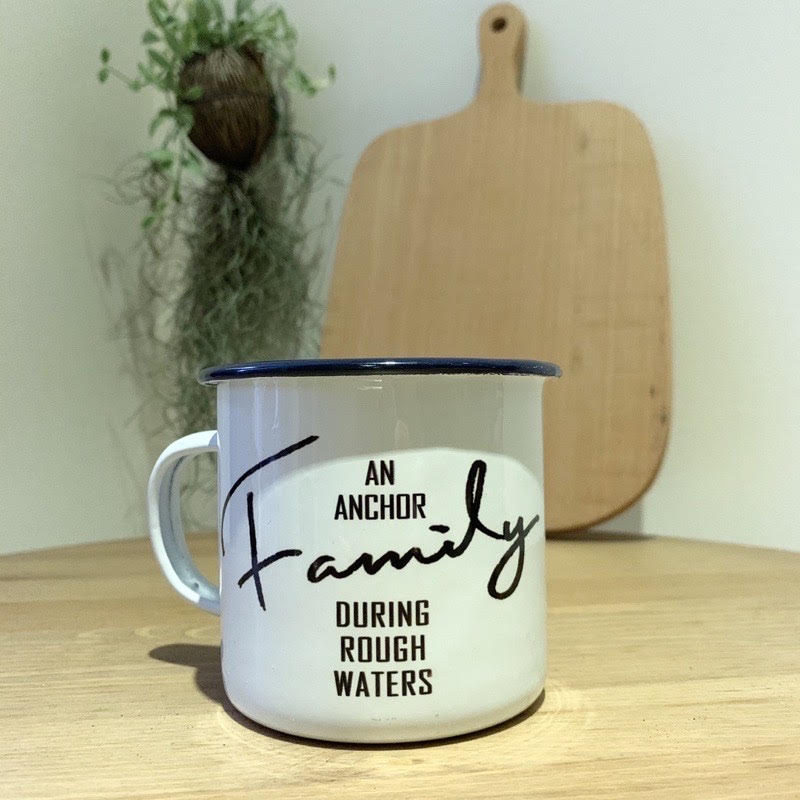 AN
ANCHOR
Family
DURING
ROUGH
WATERS